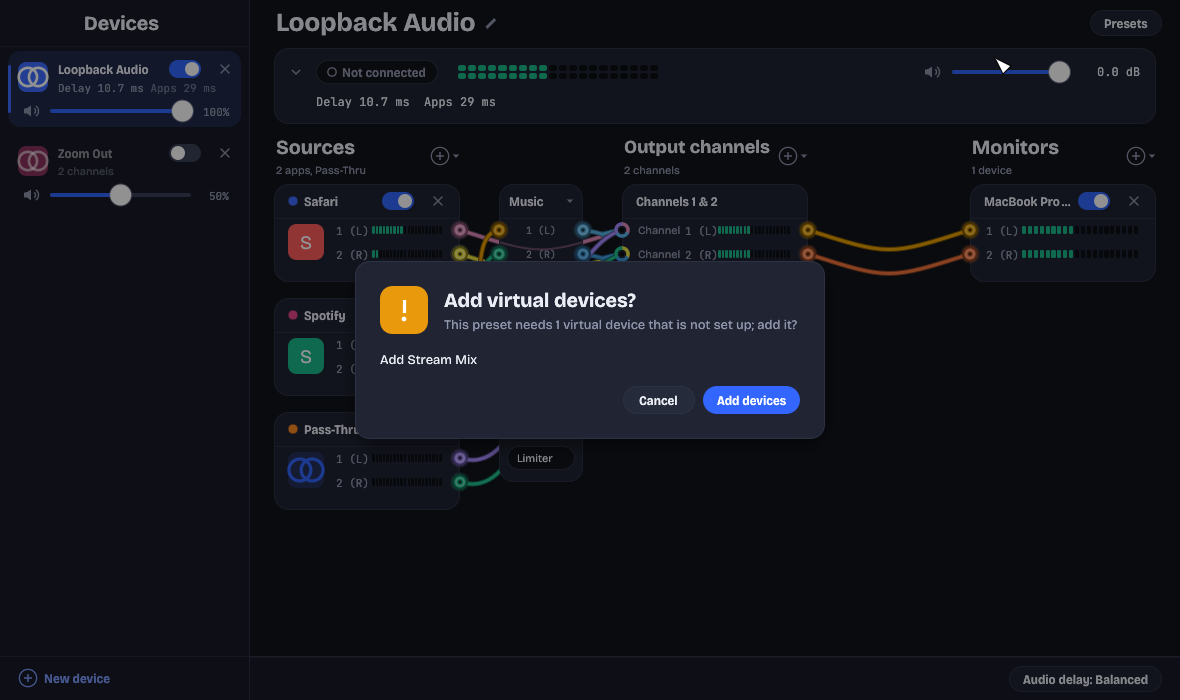 Devices
Loopback Audio
Delay 10.7 ms Apps 29 ms
100%
Zoom Out
2 channels
50%
New device
Loopback Audio
Presets
Not connected
0.0 dB
Delay 10.7 ms Apps 29 ms
Sources
2 apps, Pass-Thru
Output channels
2 channels
Monitors
1 device
Safari
S
1 (L)
2 (R)
Music
1 (L)
2 (R)
Channels 1 & 2
Channel 1 (L)
Channel 2 (R)
MacBook Pro...
1 (L)
2 (R)
Spotify
S
1 (
2 (
Pass-Thru
1 (L)
2 (R)
Limiter
!
Add virtual devices?
This preset needs 1 virtual device that is not set up; add it?
Add Stream Mix
Cancel
Add devices
Audio delay: Balanced